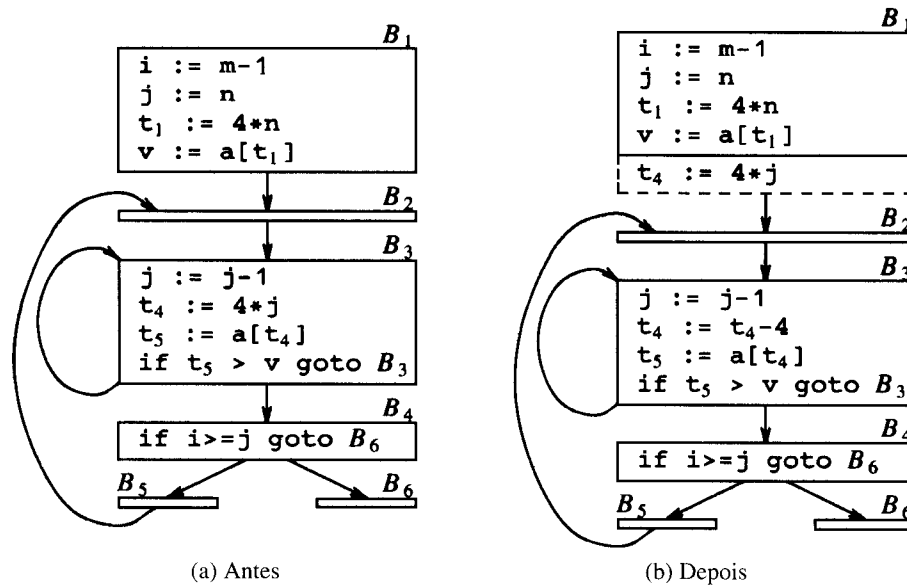 B₁
i := m-1
j := n
t₁ := 4*n
v := a[t₁]
B₂
B₃
j := j-1
t₄ := 4*j
t₅ := a[t₄]
if t₅ > v goto B₃
B₄
if i>=j goto B₆
B₅
B₆
(a) Antes
B₁
i := m-1
j := n
t₁ := 4*n
v := a[t₁]
t₄ := 4*j
B₂
B₃
j := j-1
t₄ := t₄-4
t₅ := a[t₄]
if t₅ > v goto B₃
B₄
if i>=j goto B₆
B₅
B₆
(b) Depois